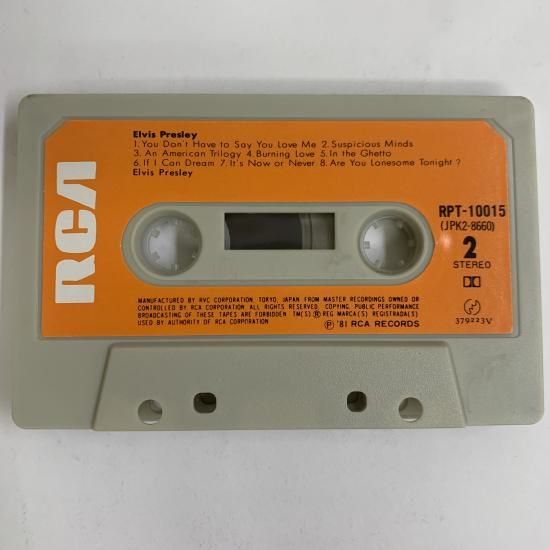 Elvis Presley
1.You Don't Have to Say You Love Me 2.Suspicious Minds
3. An American Trilogy 4.Burning Love 5.In the Ghetto
6.If I Can Dream 7.It's Now or Never 8.Are You Lonesome Tonight ?
Elvis Presley
RCA
RPT-10015
(JPK2-8660)
2
STEREO
MANUFACTURED BY RVC CORPORATION, TOKYO, JAPAN FROM MASTER RECORDINGS OWNED OR
CONTROLLED BY RCA CORPORATION ALL RIGHTS RESERVED. COPYING, PUBLIC PERFORMANCE
BROADCASTING OF THESE TAPES ARE FORBIDDEN TM(S)® REG MARCA(S) REGISTRADA(S)
USED BY AUTHORITY OF RCA CORPORATION
℗ '81 RCA RECORDS
379223V